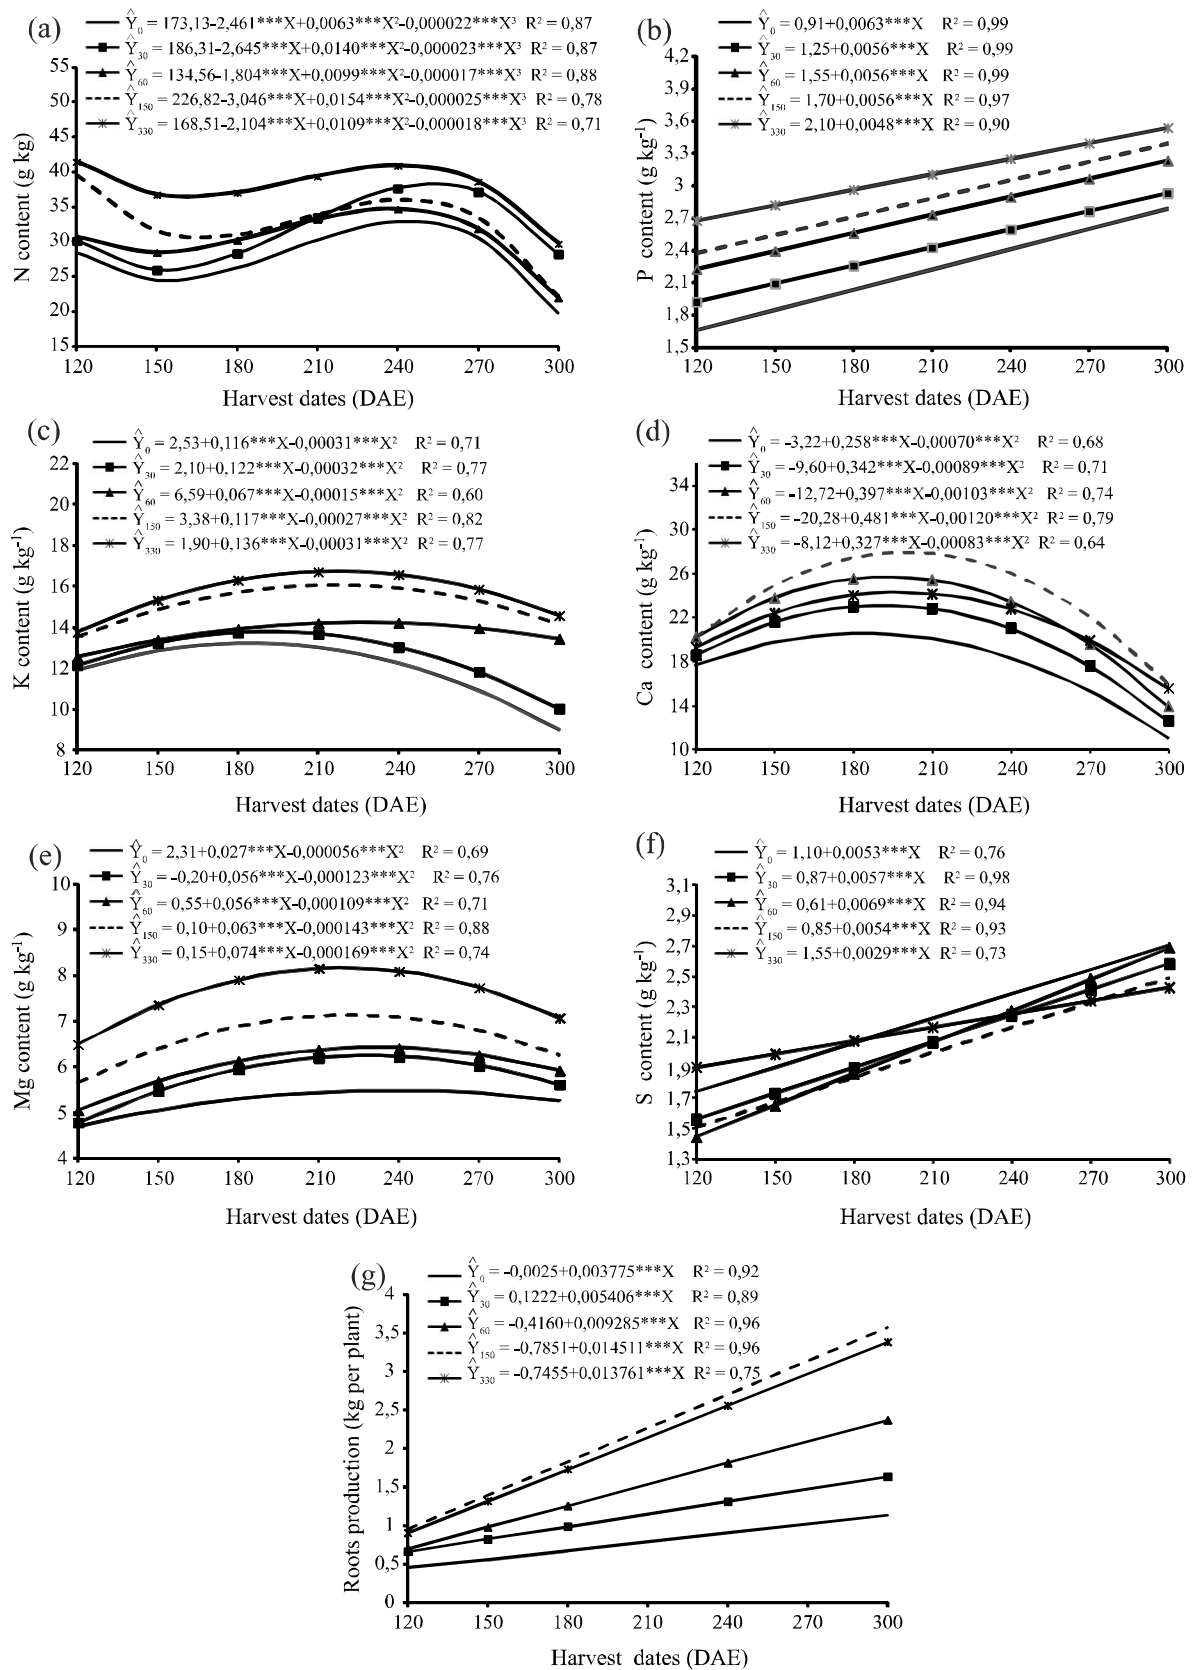 (a)
Ŷ₀ = 173,13-2,461***X+0,0063***X²-0,000022***X³ R² = 0,87
Ŷ₃₀ = 186,31-2,645***X+0,0140***X²-0,000023***X³ R² = 0,87
Ŷ₆₀ = 134,56-1,804***X+0,0099***X²-0,000017***X³ R² = 0,88
Ŷ₁₅₀ = 226,82-3,046***X+0,0154***X²-0,000025***X³ R² = 0,78
Ŷ₃₃₀ = 168,51-2,104***X+0,0109***X²-0,000018***X³ R² = 0,71
N content (g kg)
55
50
45
40
35
30
25
20
15
120 150 180 210 240 270 300
Harvest dates (DAE)
(b)
Ŷ₀ = 0,91+0,0063***X R² = 0,99
Ŷ₃₀ = 1,25+0,0056***X R² = 0,99
Ŷ₆₀ = 1,55+0,0056***X R² = 0,99
Ŷ₁₅₀ = 1,70+0,0056***X R² = 0,97
Ŷ₃₃₀ = 2,10+0,0048***X R² = 0,90
P content (g kg⁻¹)
4,2
3,9
3,6
3,3
3
2,7
2,4
2,1
1,8
1,5
120 150 180 210 240 270 300
Harvest dates (DAE)
(c)
Ŷ₀ = 2,53+0,116***X-0,00031***X² R² = 0,71
Ŷ₃₀ = 2,10+0,122***X-0,00032***X² R² = 0,77
Ŷ₆₀ = 6,59+0,067***X-0,00015***X² R² = 0,60
Ŷ₁₅₀ = 3,38+0,117***X-0,00027***X² R² = 0,82
Ŷ₃₃₀ = 1,90+0,136***X-0,00031***X² R² = 0,77
K content (g kg⁻¹)
22
20
18
16
14
12
10
8
120 150 180 210 240 270 300
Harvest dates (DAE)
(d)
Ŷ₀ = -3,22+0,258***X-0,00070***X² R² = 0,68
Ŷ₃₀ = -9,60+0,342***X-0,00089***X² R² = 0,71
Ŷ₆₀ = -12,72+0,397***X-0,00103***X² R² = 0,74
Ŷ₁₅₀ = -20,28+0,481***X-0,00120***X² R² = 0,79
Ŷ₃₃₀ = -8,12+0,327***X-0,00083***X² R² = 0,64
Ca content (g kg⁻¹)
34
30
26
22
18
14
10
120 150 180 210 240 270 300
Harvest dates (DAE)
(e)
Ŷ₀ = 2,31+0,027***X-0,000056***X² R² = 0,69
Ŷ₃₀ = -0,20+0,056***X-0,000123***X² R² = 0,76
Ŷ₆₀ = 0,55+0,056***X-0,000109***X² R² = 0,71
Ŷ₁₅₀ = 0,10+0,063***X-0,000143***X² R² = 0,88
Ŷ₃₃₀ = 0,15+0,074***X-0,000169***X² R² = 0,74
Mg content (g kg⁻¹)
10
9
8
7
6
5
4
120 150 180 210 240 270 300
Harvest dates (DAE)
(f)
Ŷ₀ = 1,10+0,0053***X R² = 0,76
Ŷ₃₀ = 0,87+0,0057***X R² = 0,98
Ŷ₆₀ = 0,61+0,0069***X R² = 0,94
Ŷ₁₅₀ = 0,85+0,0054***X R² = 0,93
Ŷ₃₃₀ = 1,55+0,0029***X R² = 0,73
S content (g kg⁻¹)
3,1
2,9
2,7
2,5
2,3
2,1
1,9
1,7
1,5
1,3
120 150 180 210 240 270 300
Harvest dates (DAE)
(g)
Ŷ₀ = -0,0025+0,003775***X R² = 0,92
Ŷ₃₀ = 0,1222+0,005406***X R² = 0,89
Ŷ₆₀ = -0,4160+0,009285***X R² = 0,96
Ŷ₁₅₀ = -0,7851+0,014511***X R² = 0,96
Ŷ₃₃₀ = -0,7455+0,013761***X R² = 0,75
Roots production (kg per plant)
4
3,5
3
2,5
2
1,5
1
0,5
0
120 150 180 210 240 270 300
Harvest dates (DAE)